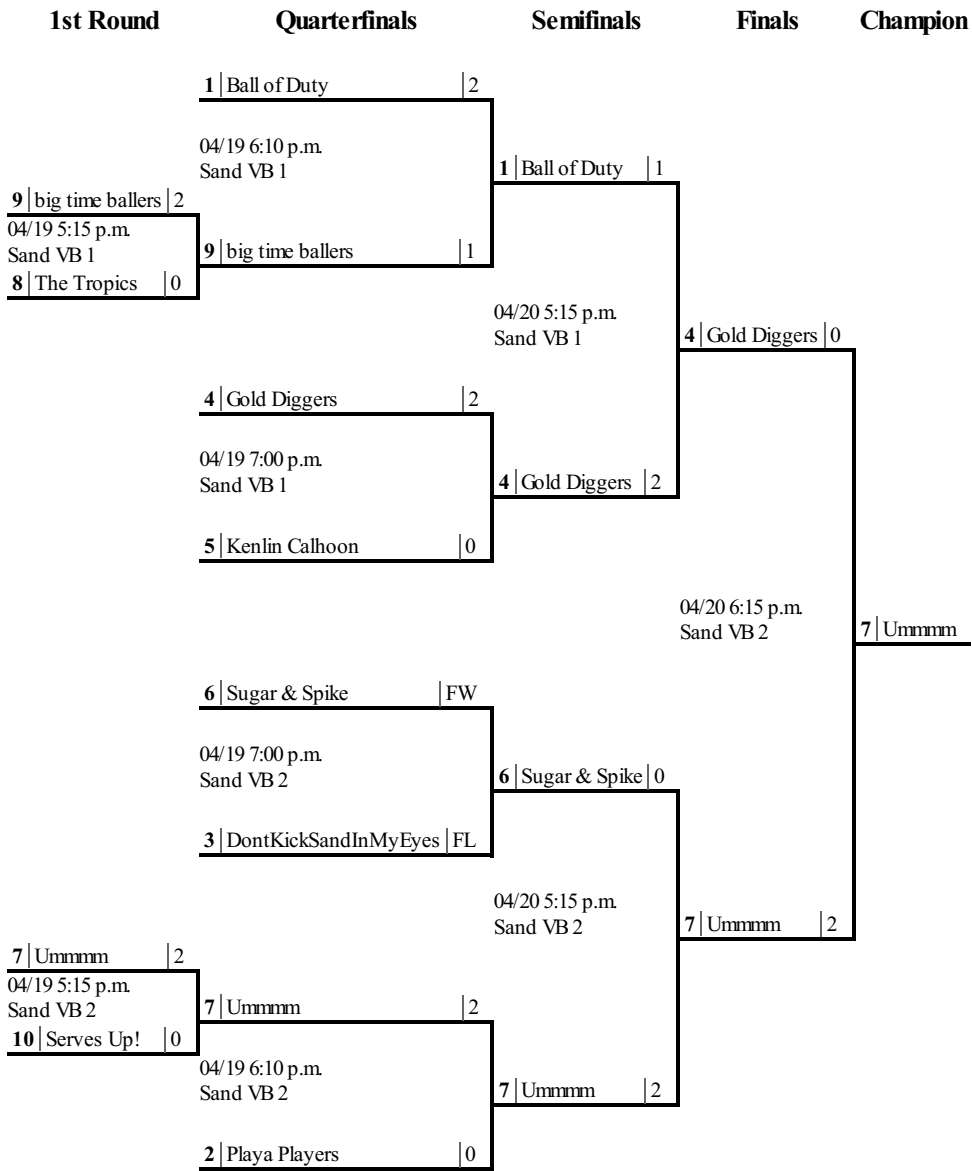 1st Round Quarterfinals Semifinals Finals Champion
1 Ball of Duty 2
04/19 6:10 p.m.
Sand VB 1
1 Ball of Duty 1
9 big time ballers 2
04/19 5:15 p.m.
Sand VB 1
9 big time ballers 1
8 The Tropics 0
04/20 5:15 p.m.
Sand VB 1
4 Gold Diggers 0
4 Gold Diggers 2
04/19 7:00 p.m.
Sand VB 1
4 Gold Diggers 2
5 Kenlin Calhoon 0
04/20 6:15 p.m.
Sand VB 2
7 Ummmm
6 Sugar & Spike FW
04/19 7:00 p.m.
Sand VB 2
6 Sugar & Spike 0
3 DontKickSandInMyEyes FL
04/20 5:15 p.m.
Sand VB 2
7 Ummmm 2
7 Ummmm 2
04/19 5:15 p.m.
Sand VB 2
7 Ummmm 2
10 Serves Up! 0
04/19 6:10 p.m.
Sand VB 2
7 Ummmm 2
2 Playa Players 0